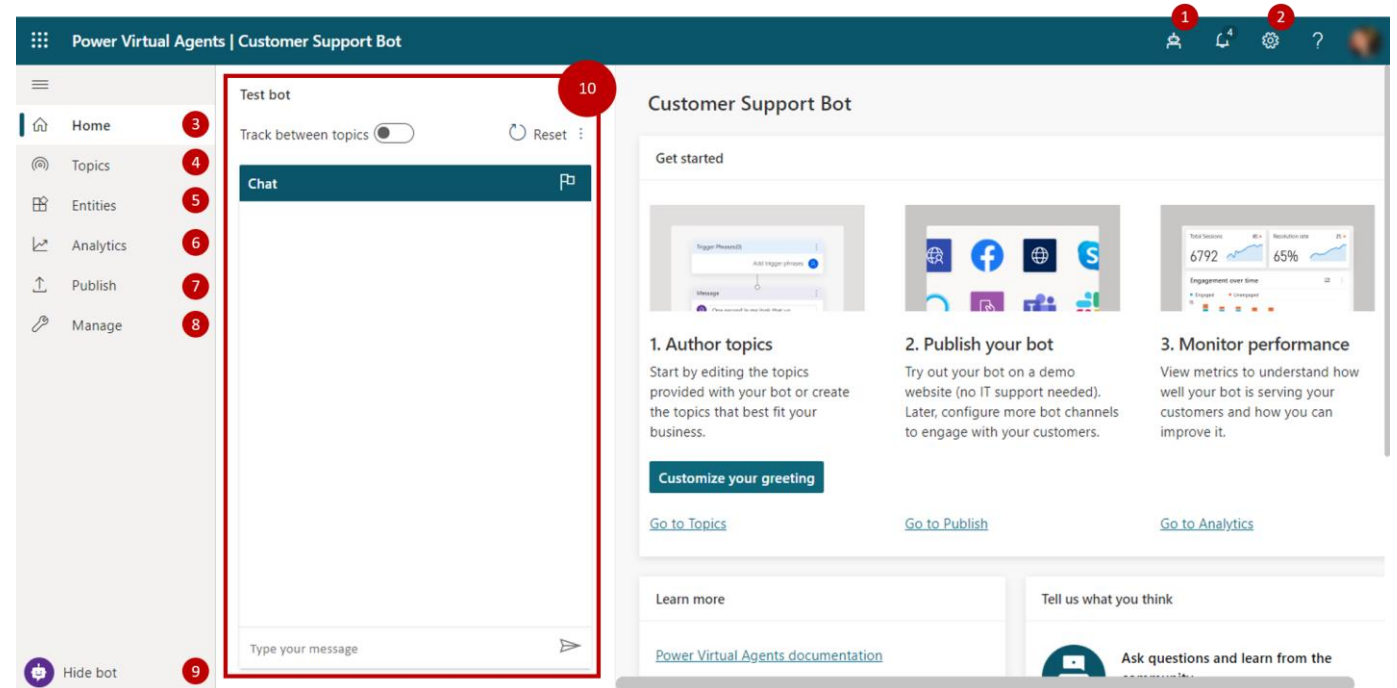 1
2
Power Virtual Agents | Customer Support Bot
4
?
Home
3
Topics
4
Entities
5
Analytics
6
Publish
7
Manage
8
Hide bot
9
Test bot
10
Track between topics
Reset
Chat
Type your message
Customer Support Bot
Get started
Trigger Phrases(0)
Add trigger phrases
Message
1. Author topics
Start by editing the topics
provided with your bot or create
the topics that best fit your
business.
Customize your greeting
Go to Topics
2. Publish your bot
Try out your bot on a demo
website (no IT support needed).
Later, configure more bot channels
to engage with your customers.
Go to Publish
Total Sessions
6792
Resolution rate
65%
Engagement over time
Engaged
Unengaged
3. Monitor performance
View metrics to understand how
well your bot is serving your
customers and how you can
improve it.
Go to Analytics
Learn more
Power Virtual Agents documentation
Tell us what you think
Ask questions and learn from the